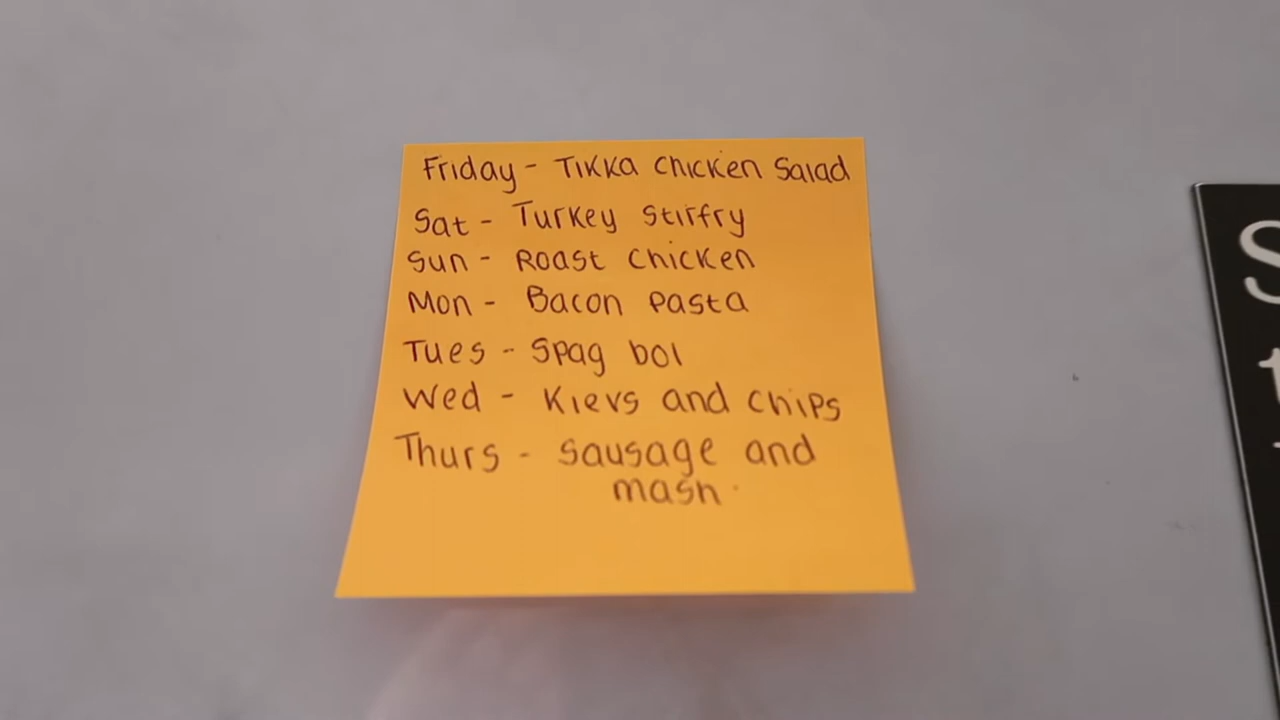 Friday - Tikka Chicken Salad
Sat - Turkey Stirfry
Sun - Roast Chicken
Mon - Bacon Pasta
Tues - Spag bol
Wed - Kievs and chips
Thurs - Sausage and
mash